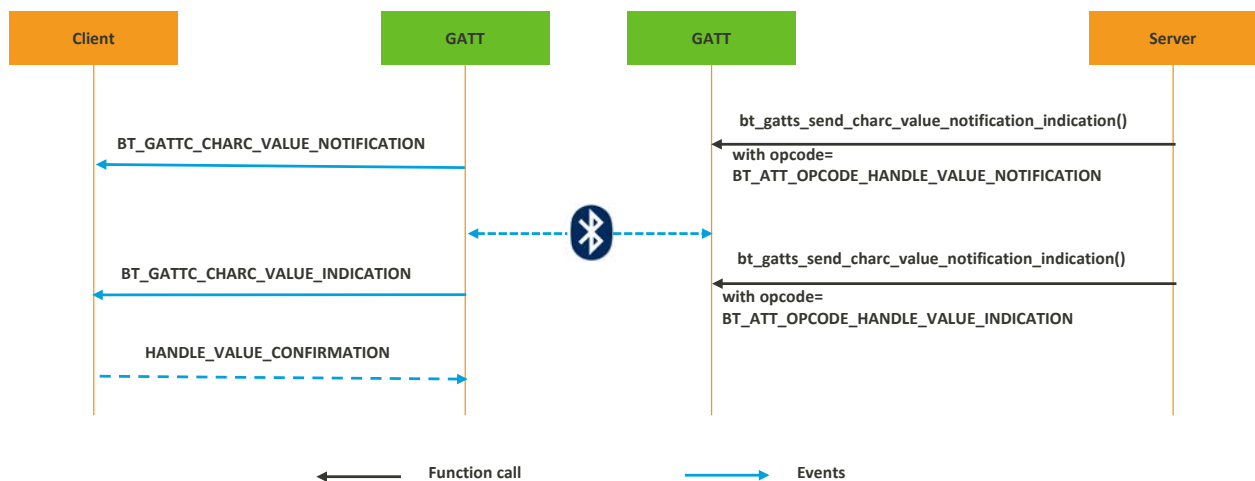 Client
GATT
GATT
Server
bt_gatts_send_charc_value_notification_indication()
BT_GATTC_CHARC_VALUE_NOTIFICATION
with opcode=
BT_ATT_OPCODE_HANDLE_VALUE_NOTIFICATION
bt_gatts_send_charc_value_notification_indication()
BT_GATTC_CHARC_VALUE_INDICATION
with opcode=
BT_ATT_OPCODE_HANDLE_VALUE_INDICATION
HANDLE_VALUE_CONFIRMATION
Function call
Events